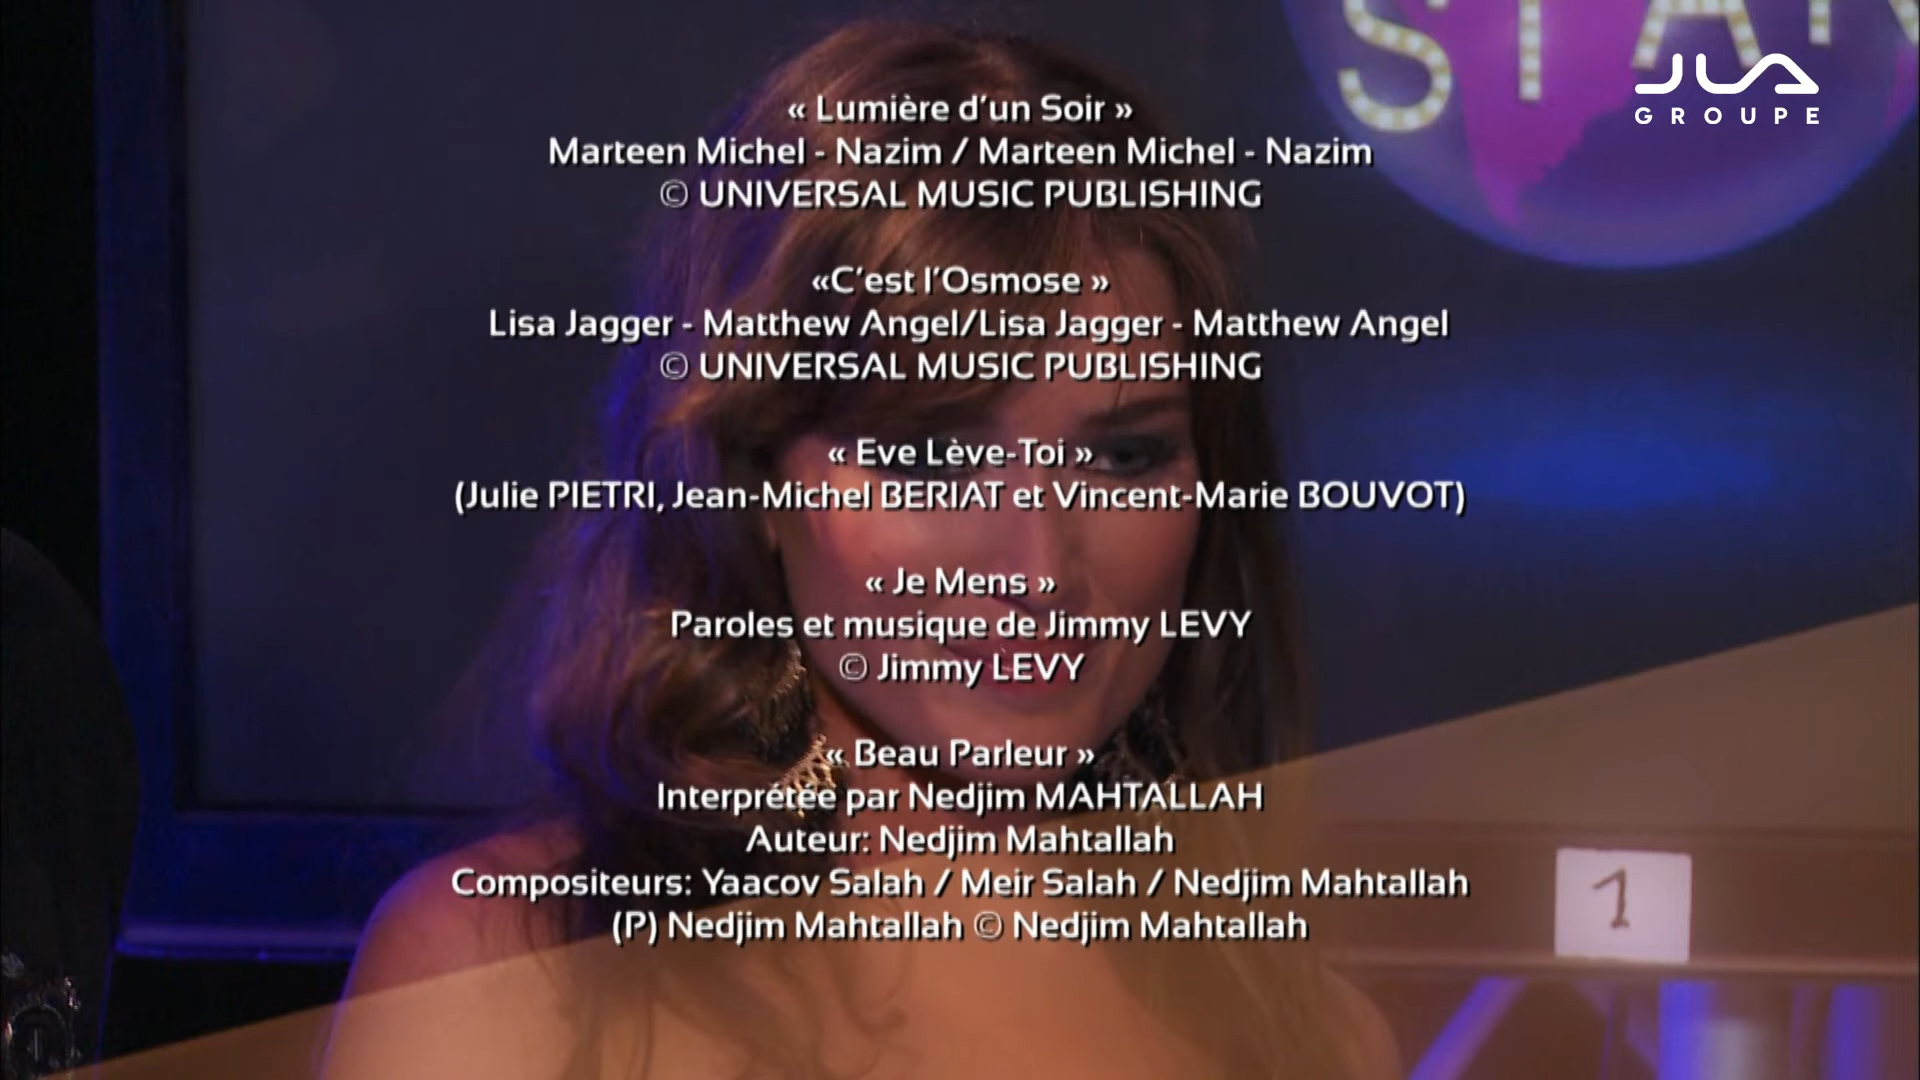 STAR
JLA
GROUPE
« Lumière d'un Soir »
Marteen Michel - Nazim / Marteen Michel - Nazim
© UNIVERSAL MUSIC PUBLISHING
«C'est l'Osmose »
Lisa Jagger - Matthew Angel/Lisa Jagger - Matthew Angel
© UNIVERSAL MUSIC PUBLISHING
« Eve Lève-Toi »
(Julie PIETRI, Jean-Michel BERIAT et Vincent-Marie BOUVOT)
« Je Mens »
Paroles et musique de Jimmy LEVY
© Jimmy LEVY
« Beau Parleur »
Interprétée par Nedjim MAHTALLAH
Auteur: Nedjim Mahtallah
Compositeurs: Yaacov Salah / Meir Salah / Nedjim Mahtallah
(P) Nedjim Mahtallah © Nedjim Mahtallah
1